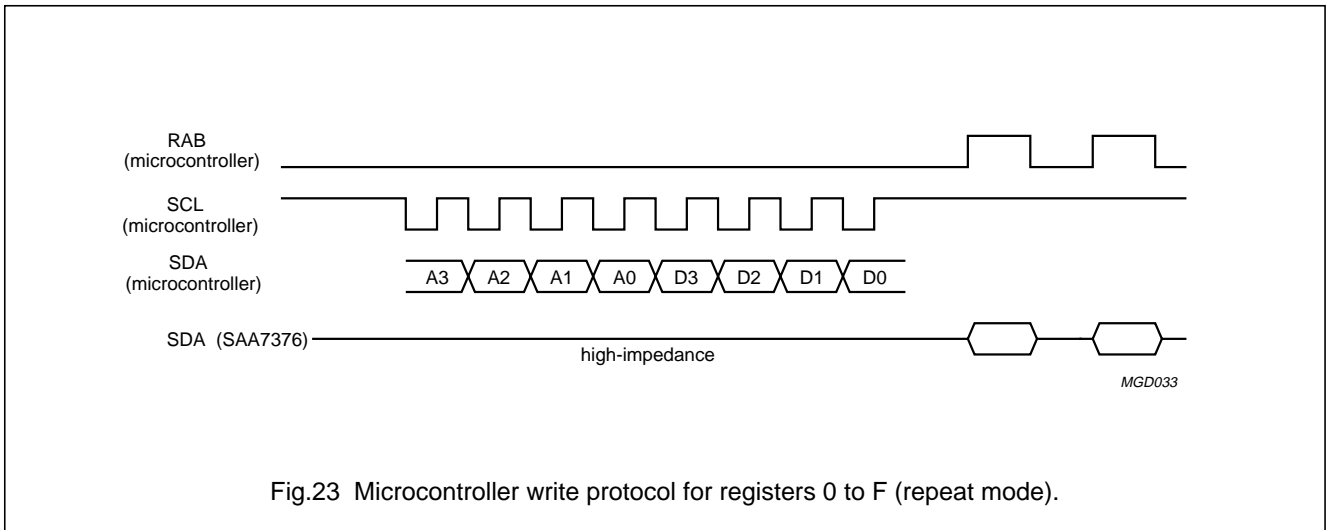 RAB
(microcontroller)
SCL
(microcontroller)
SDA
(microcontroller)
A3 A2 A1 A0 D3 D2 D1 D0
SDA (SAA7376)
high-impedance
MGD033
Fig.23 Microcontroller write protocol for registers 0 to F (repeat mode).